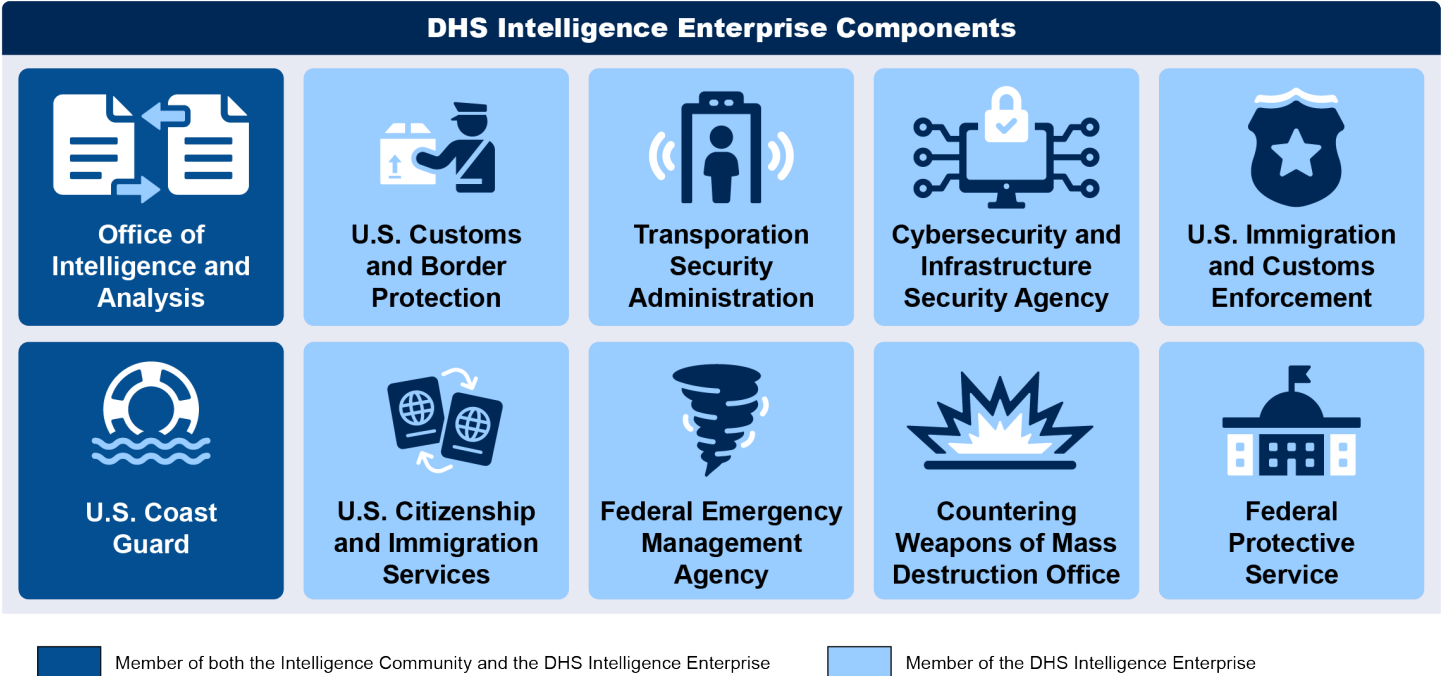 DHS Intelligence Enterprise Components
Office of
Intelligence and
Analysis
U.S. Customs
and Border
Protection
Transporation
Security
Administration
Cybersecurity and
Infrastructure
Security Agency
U.S. Immigration
and Customs
Enforcement
U.S. Coast
Guard
U.S. Citizenship
and Immigration
Services
Federal Emergency
Management
Agency
Countering
Weapons of Mass
Destruction Office
Federal
Protective
Service
Member of both the Intelligence Community and the DHS Intelligence Enterprise
Member of the DHS Intelligence Enterprise